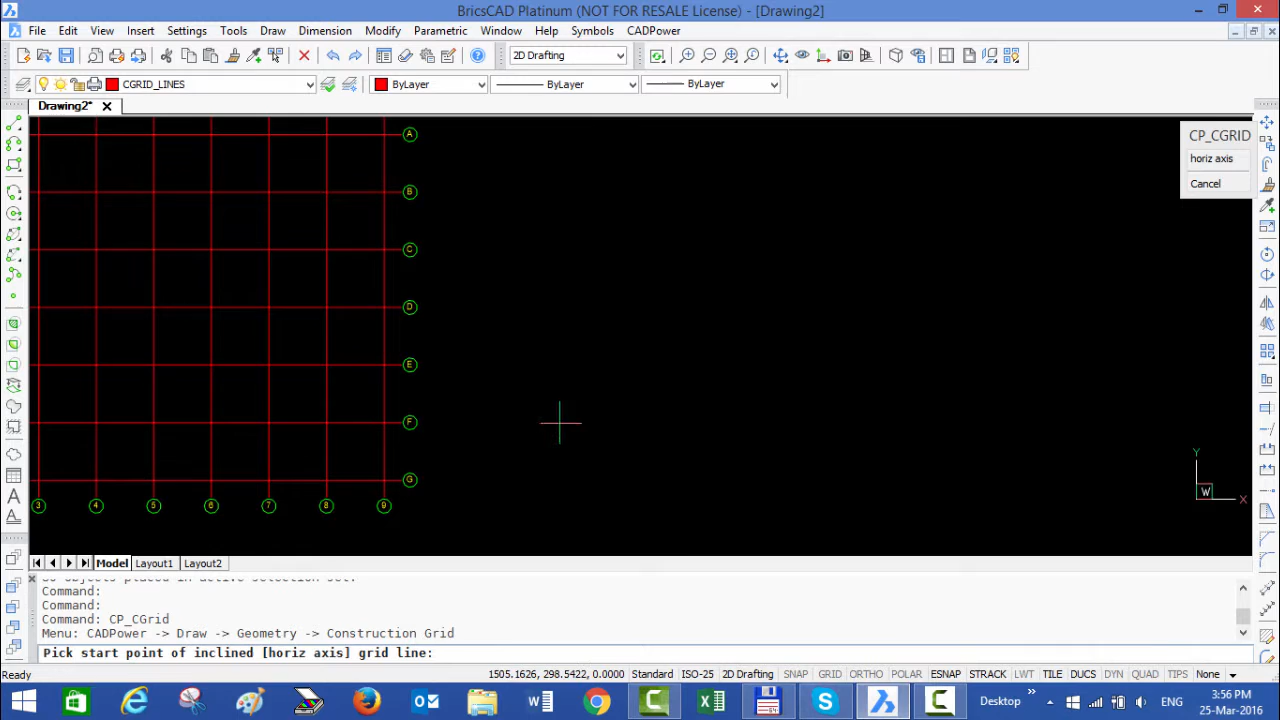 BricsCAD Platinum (NOT FOR RESALE License) - [Drawing2]
File Edit View Insert Settings Tools Draw Dimension Modify Parametric Window Help Symbols CADPower
2D Drafting
CGRID_LINES ByLayer ByLayer ByLayer
Drawing2*
CP_CGRID
horiz axis
Cancel
A
B
C
D
E
F
G
3 4 5 6 7 8 9
Y
W X
Model Layout1 Layout2
Command:
Command:
Command: CP_CGrid
Menu: CADPower -> Draw -> Geometry -> Construction Grid
Pick start point of inclined [horiz axis] grid line:
Ready 1505.1626, 298.5422, 0.0000 Standard ISO-25 2D Drafting SNAP GRID ORTHO POLAR ESNAP STRACK LWT TILE DUCS DYN QUAD TIPS None
Desktop ENG 3:56 PM
25-Mar-2016